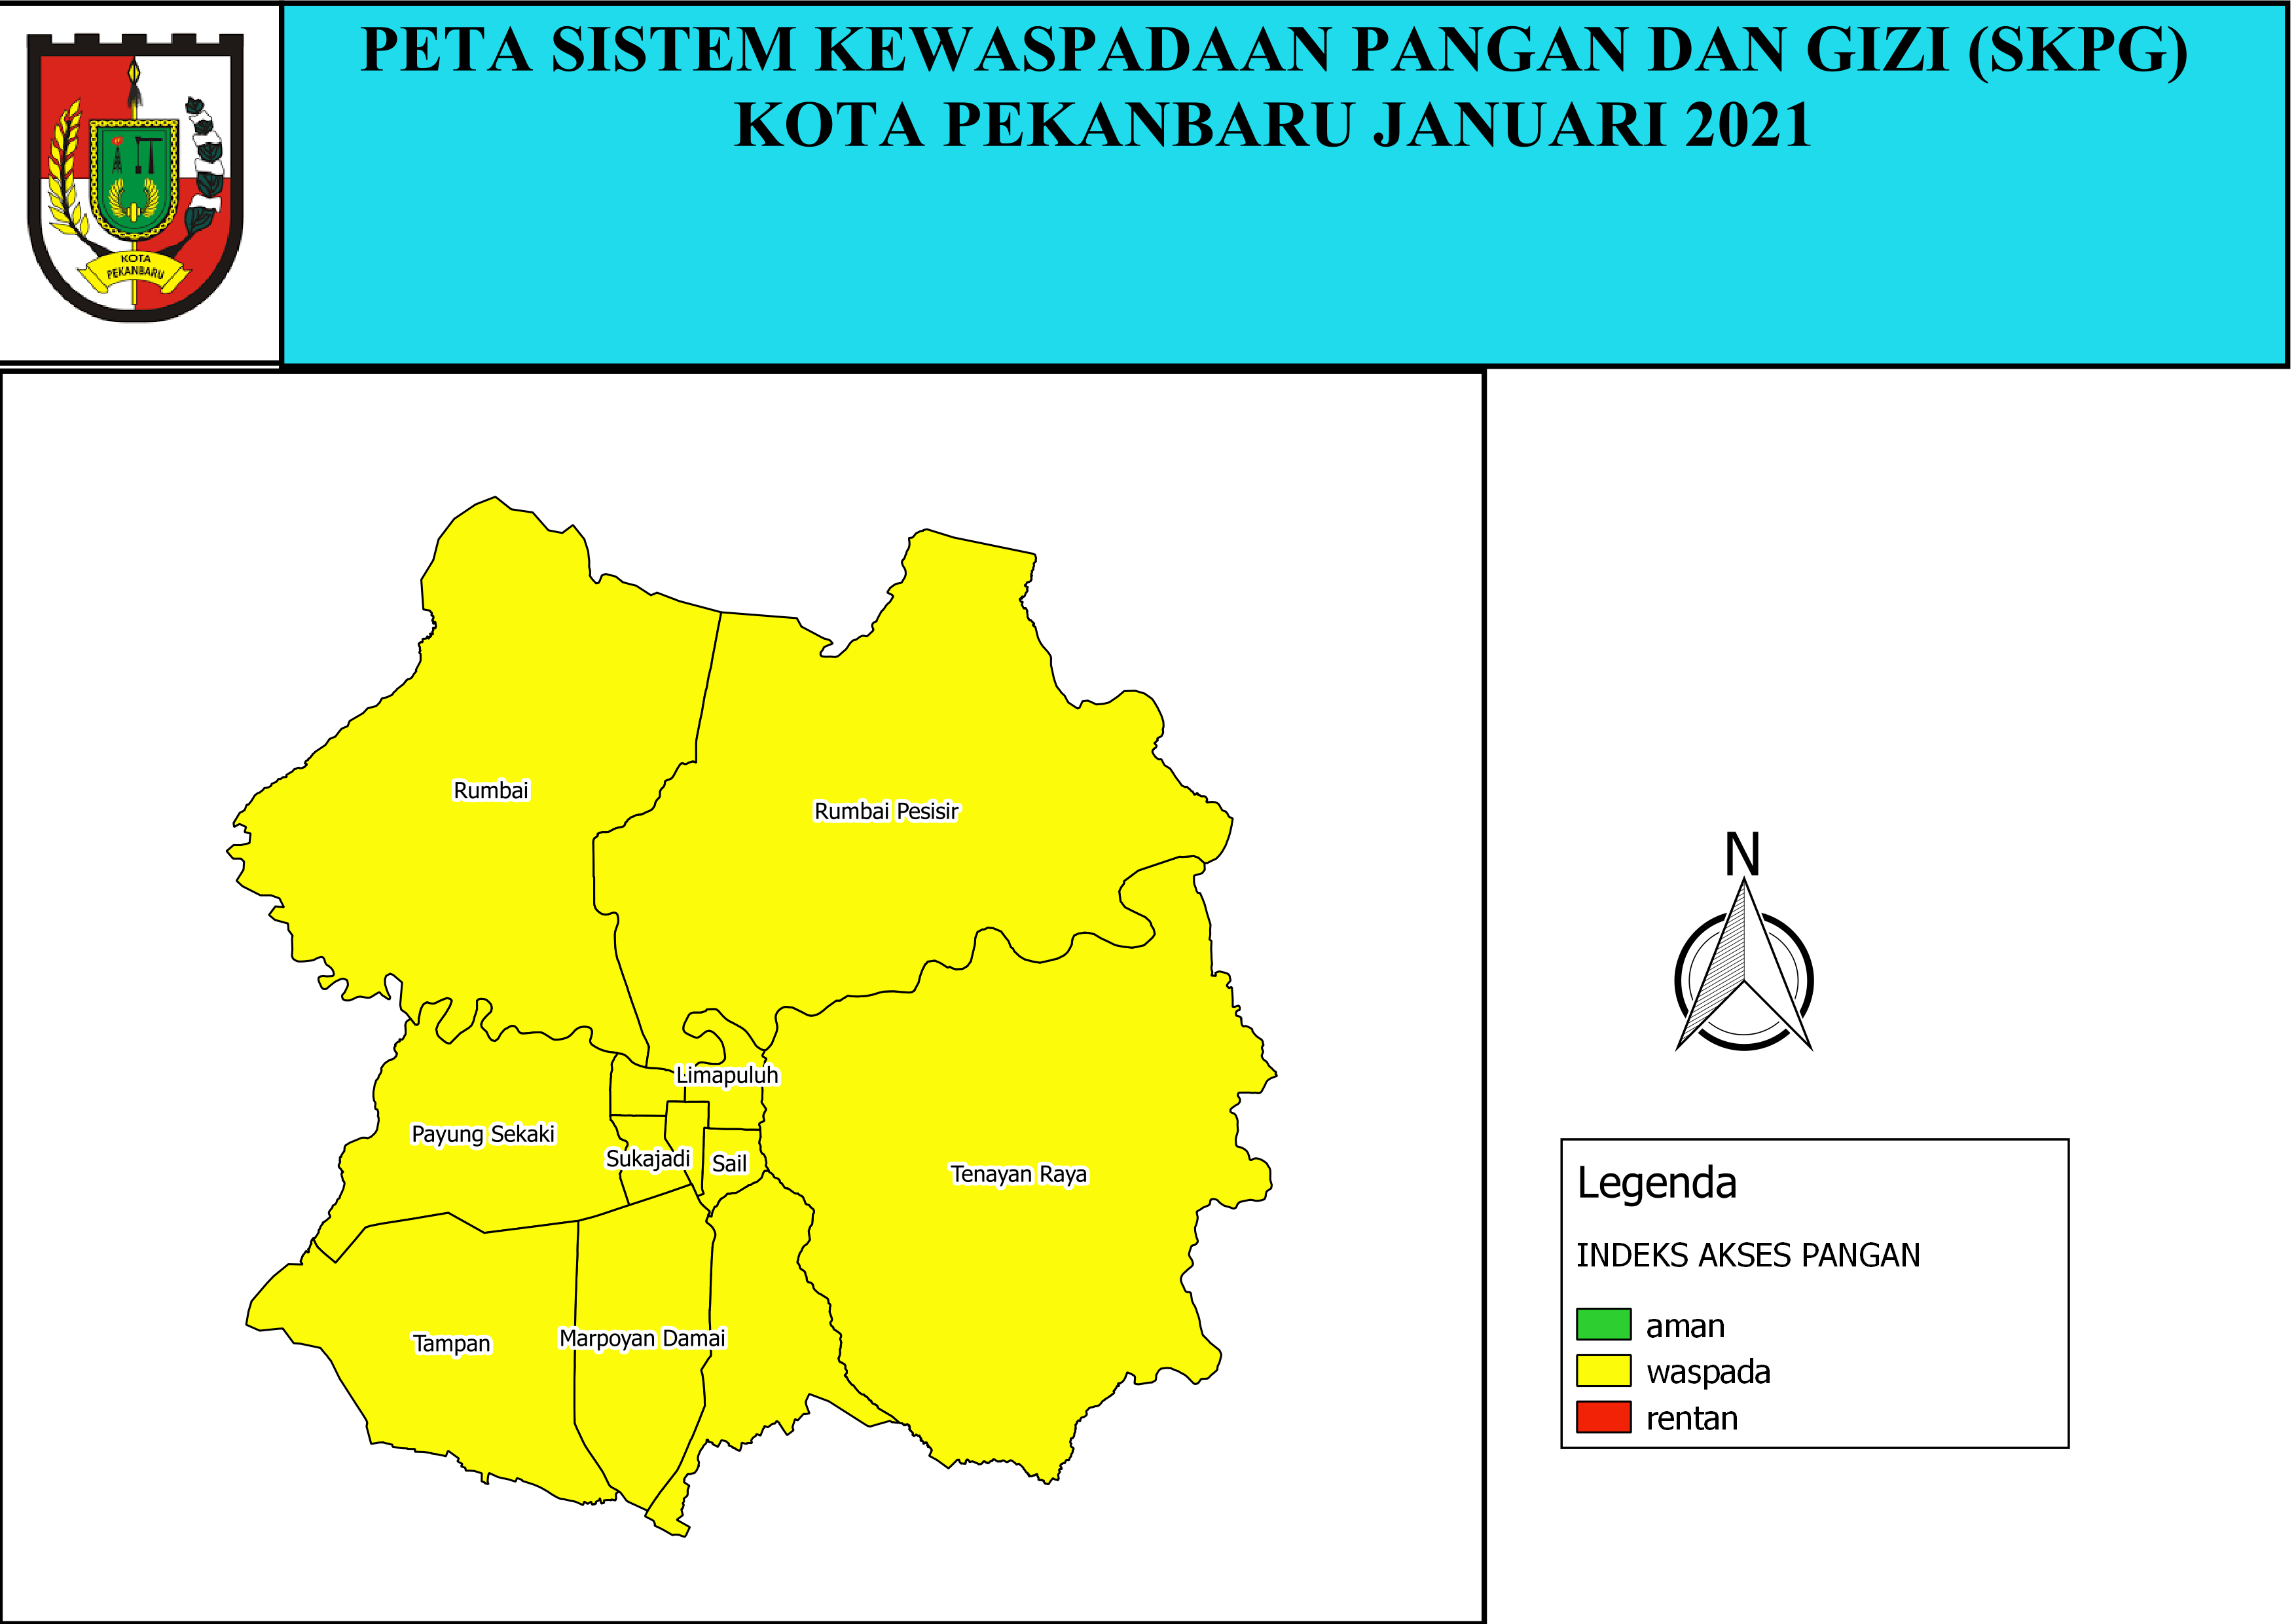 PETA SISTEM KEWASPADAAN PANGAN DAN GIZI (SKPG)
KOTA PEKANBARU JANUARI 2021
KOTA
PEKANBARU
Rumbai
Rumbai Pesisir
Limapuluh
Payung Sekaki
Sukajadi
Sail
Tenayan Raya
Tampan
Marpoyan Damai
N
Legenda
INDEKS AKSES PANGAN
aman
waspada
rentan